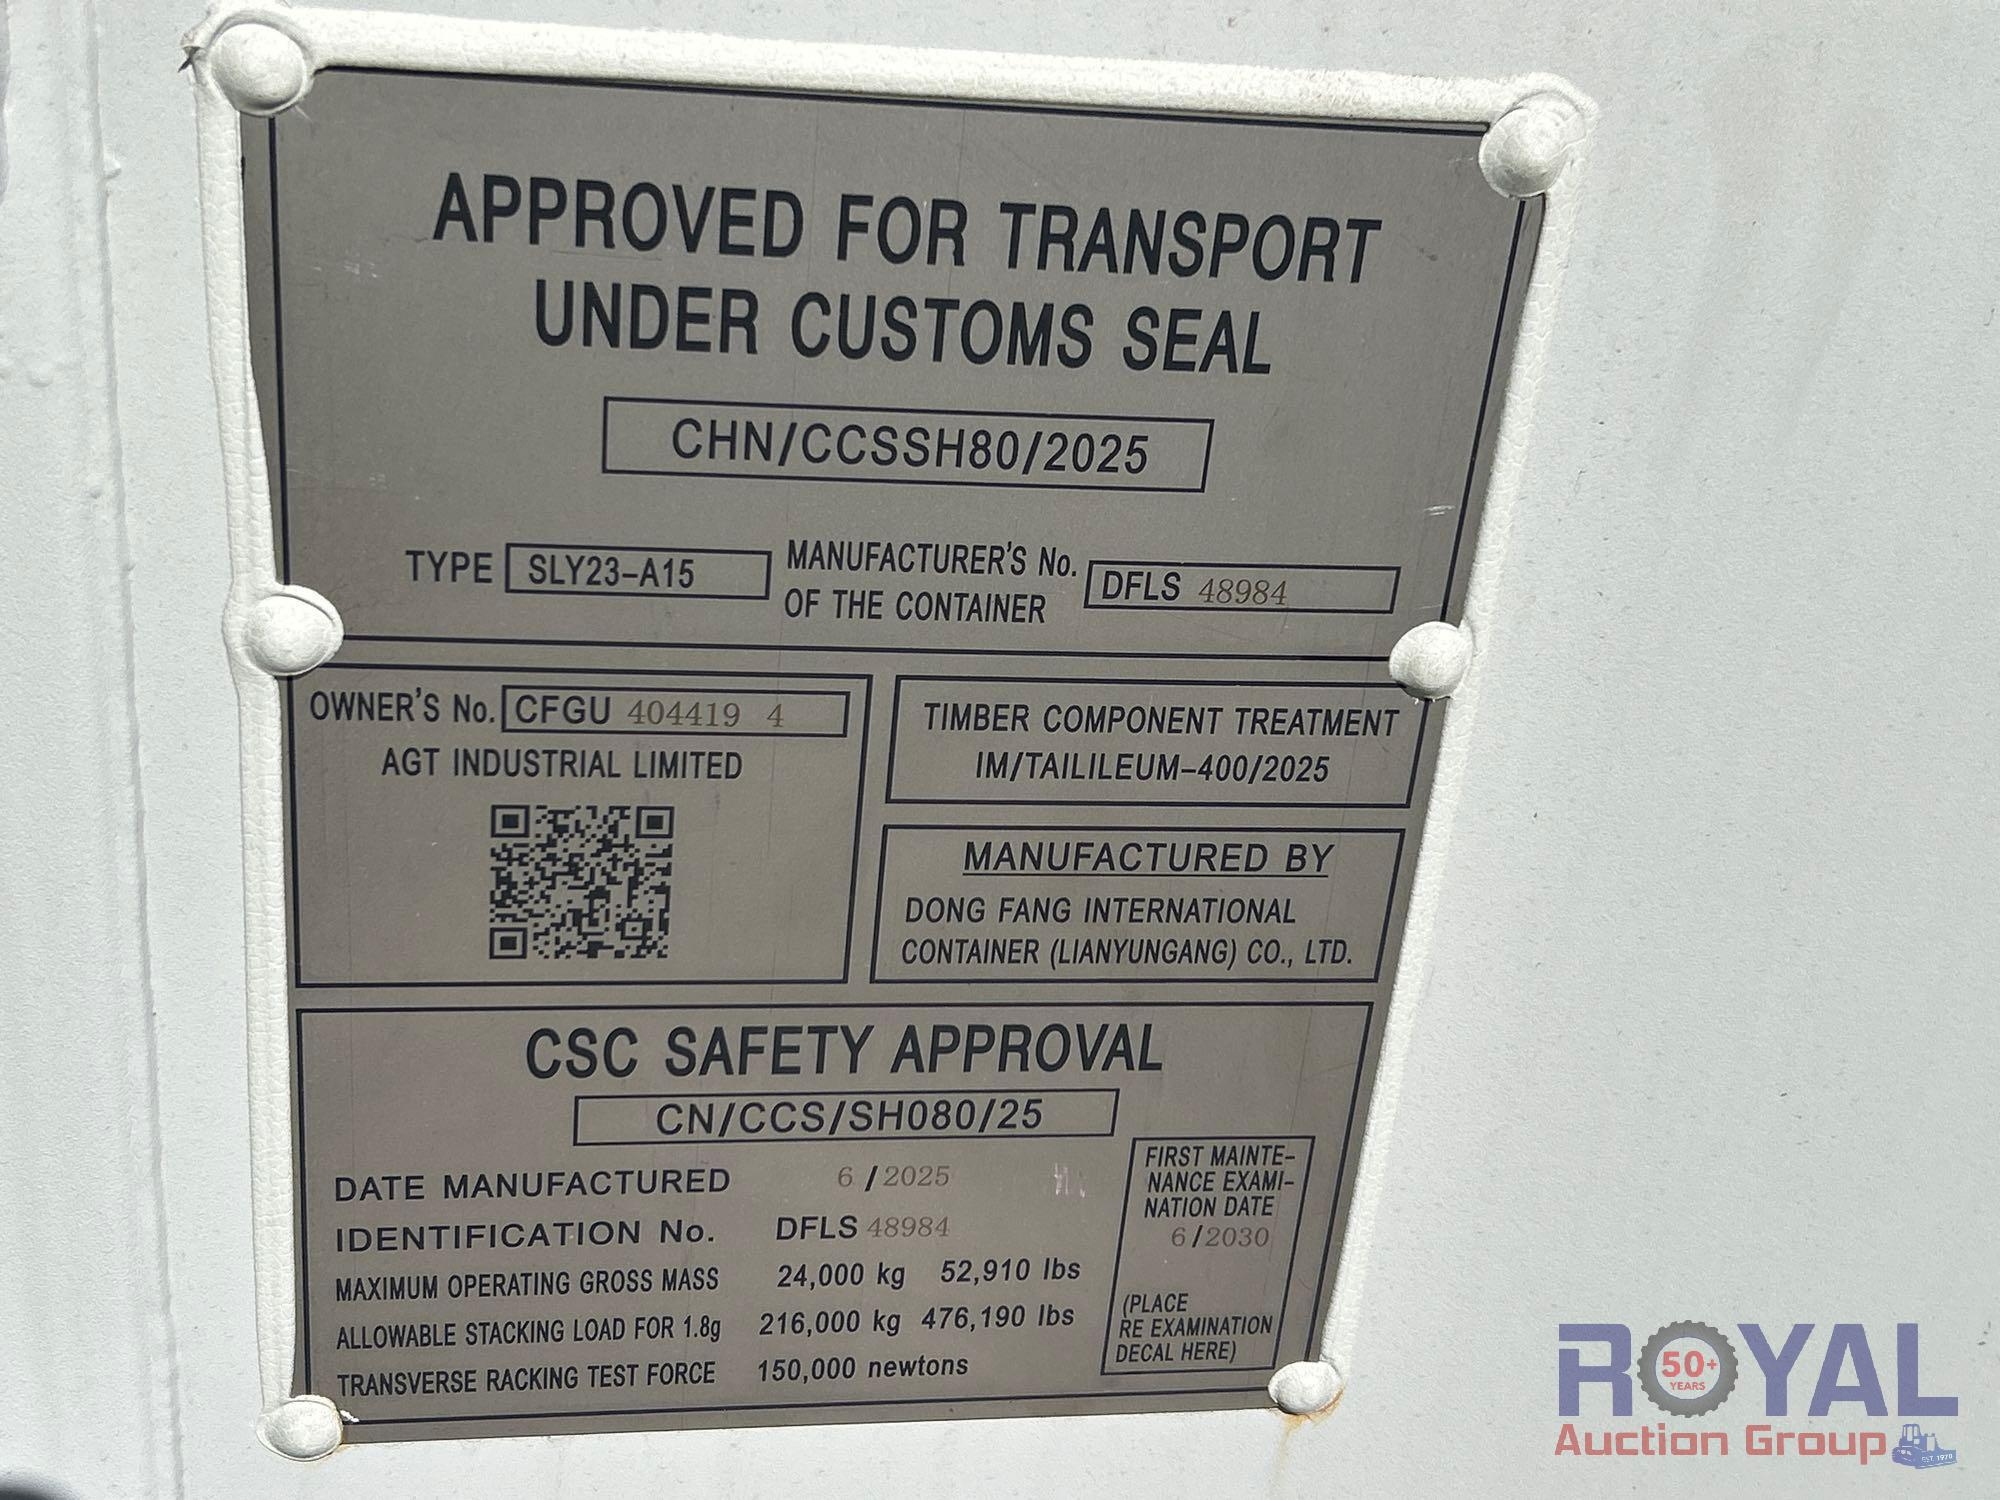 APPROVED FOR TRANSPORT
UNDER CUSTOMS SEAL
CHN/CCSSH80/2025
TYPE SLY23-A15
MANUFACTURER'S No.
OF THE CONTAINER
DFLS 48984
OWNER'S No. CFGU 404419 4
AGT INDUSTRIAL LIMITED
TIMBER COMPONENT TREATMENT
IM/TAILILEUM-400/2025
MANUFACTURED BY
DONG FANG INTERNATIONAL
CONTAINER (LIANYUNGANG) CO., LTD.
CSC SAFETY APPROVAL
CN/CCS/SH080/25
DATE MANUFACTURED 6/2025
IDENTIFICATION No. DFLS 48984
MAXIMUM OPERATING GROSS MASS 24,000 kg 52,910 lbs
ALLOWABLE STACKING LOAD FOR 1.8g 216,000 kg 476,190 lbs
TRANSVERSE RACKING TEST FORCE 150,000 newtons
FIRST MAINTE-
NANCE EXAMI-
NATION DATE
6/2030
(PLACE
RE EXAMINATION
DECAL HERE)
ROYAL
50+
YEARS
Auction Group
EST. 1970